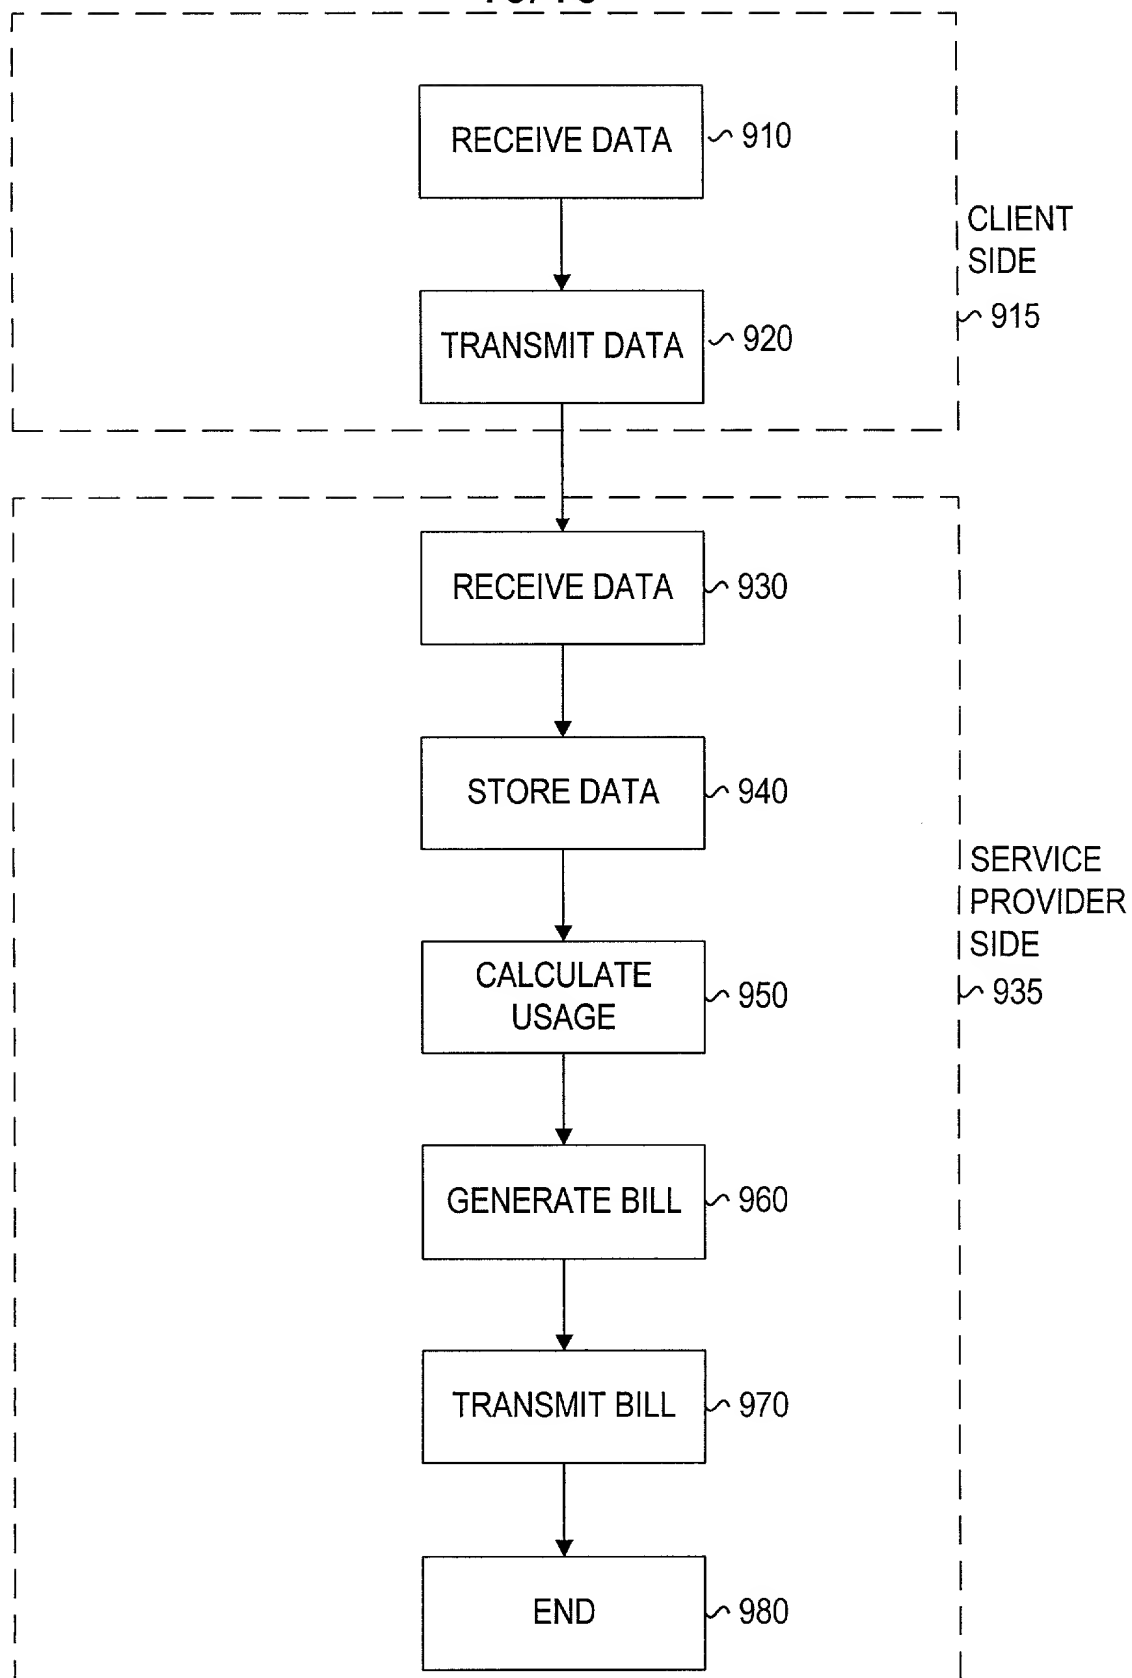 RECEIVE DATA
910
CLIENT
SIDE
915
TRANSMIT DATA
920
RECEIVE DATA
930
STORE DATA
940
SERVICE
PROVIDER
SIDE
935
CALCULATE
USAGE
950
GENERATE BILL
960
TRANSMIT BILL
970
END
980